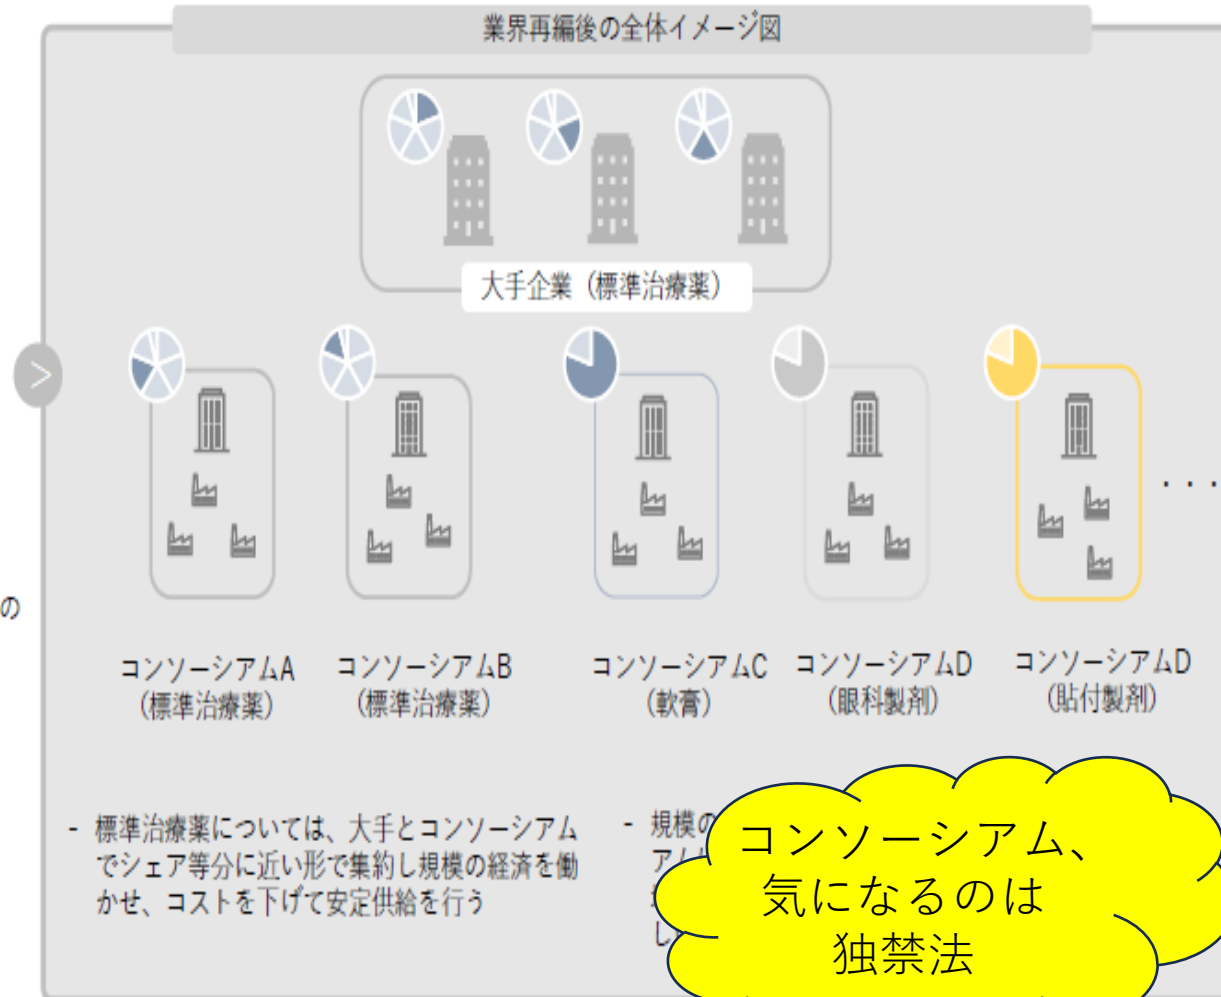 業界再編後の全体イメージ図
大手企業（標準治療薬）
>
の
コンソーシアムA
（標準治療薬）
コンソーシアムB
（標準治療薬）
コンソーシアムC
（軟膏）
コンソーシアムD
（眼科製剤）
コンソーシアムD
（貼付製剤）
・・・
- 標準治療薬については、大手とコンソーシアム
でシェア等分に近い形で集約し規模の経済を働
かせ、コストを下げて安定供給を行う
- 規模の
ア
し
コンソーシアム、
気になるのは
独禁法